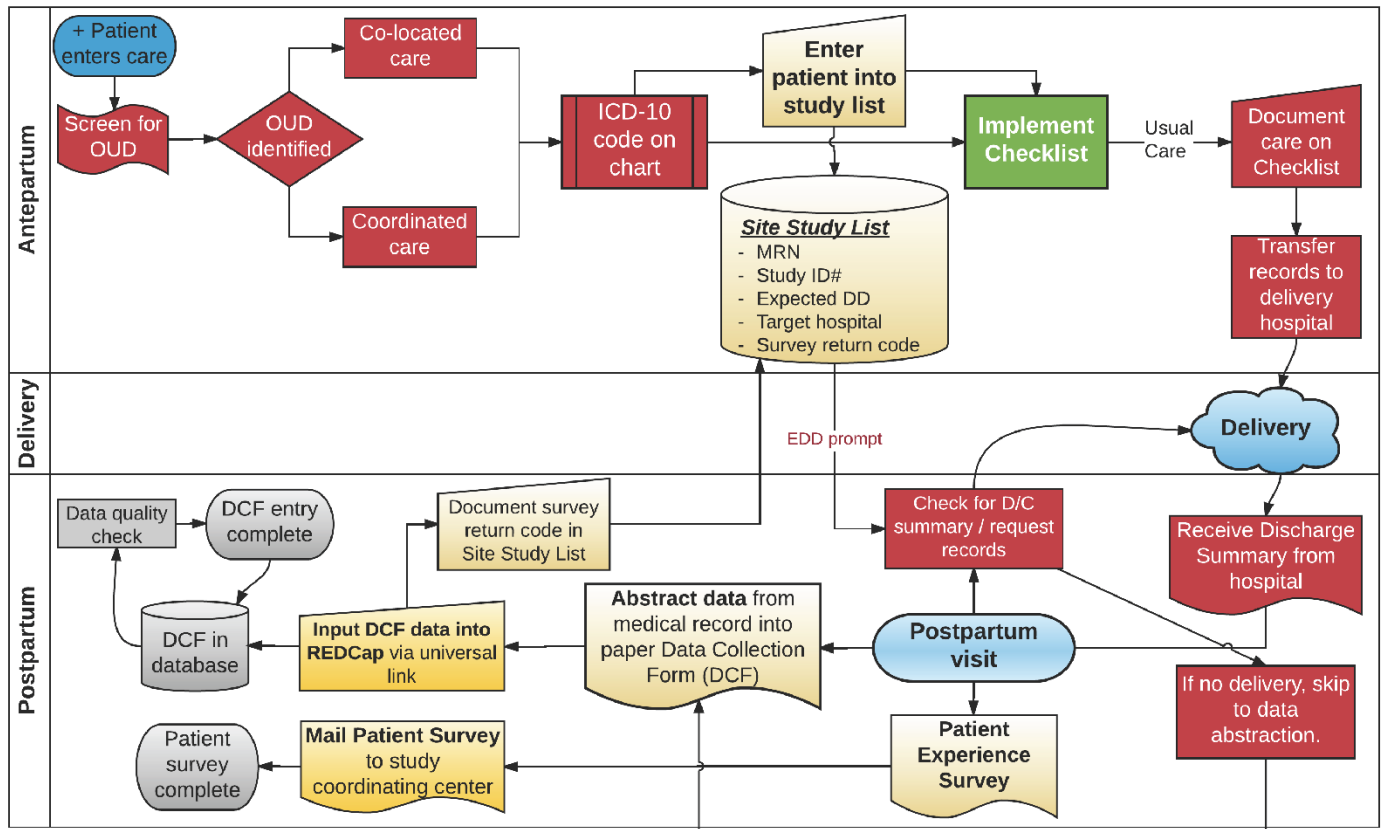 Antepartum
+ Patient
enters care
Screen for
OUD
OUD
identified
Co-located
care
Coordinated
care
ICD-10
code on
chart
Enter
patient into
study list
Implement
Checklist
Usual
Care
Document
care on
Checklist
Transfer
records to
delivery
hospital
Site Study List
- MRN
- Study ID#
- Expected DD
- Target hospital
- Survey return code
Delivery
EDD prompt
Delivery
Postpartum
Data quality
check
DCF entry
complete
Document survey
return code in
Site Study List
Check for D/C
summary / request
records
Receive Discharge
Summary from
hospital
DCF in
database
Input DCF data into
REDCap via universal
link
Abstract data from
medical record into
paper Data Collection
Form (DCF)
Postpartum
visit
If no delivery, skip
to data
abstraction.
Patient
survey
complete
Mail Patient Survey
to study
coordinating center
Patient
Experience
Survey